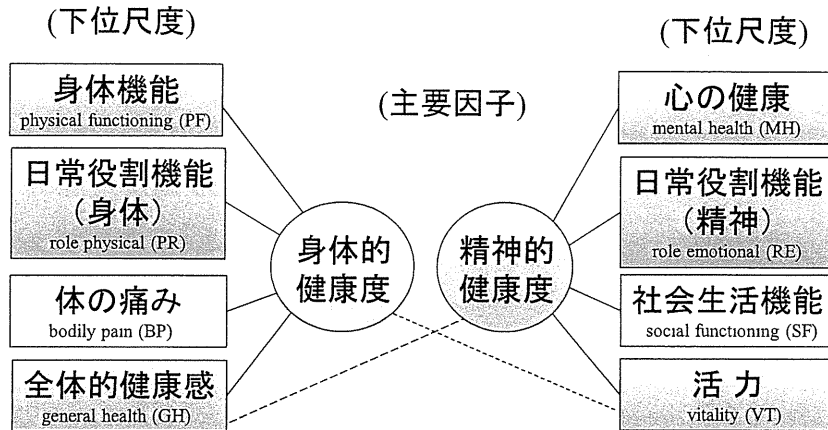 (下位尺度)
身体機能
physical functioning (PF)
日常役割機能
(身体)
role physical (PR)
体の痛み
bodily pain (BP)
全体的健康感
general health (GH)
(主要因子)
身体的
健康度
精神的
健康度
(下位尺度)
心の健康
mental health (MH)
日常役割機能
(精神)
role emotional (RE)
社会生活機能
social functioning (SF)
活力
vitality (VT)